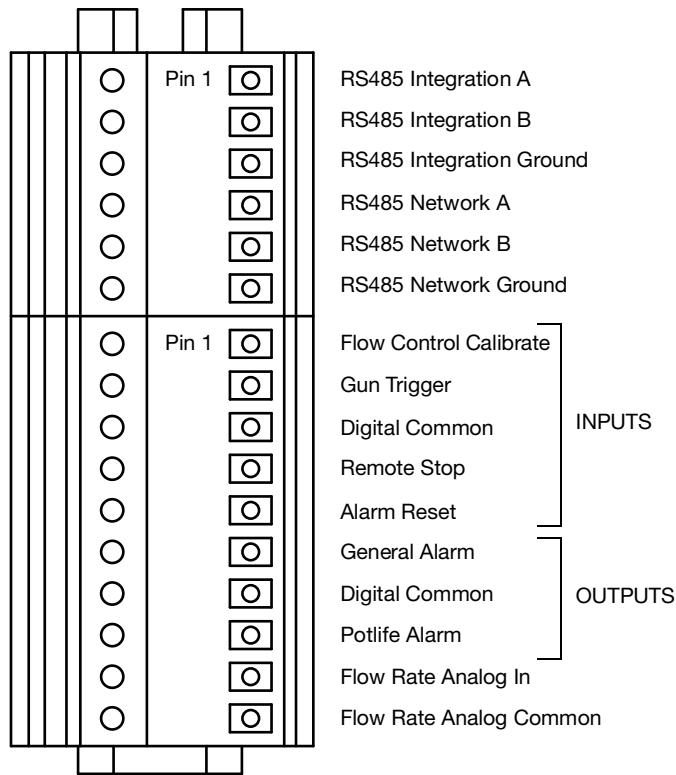 Pin 1 RS485 Integration A
RS485 Integration B
RS485 Integration Ground
RS485 Network A
RS485 Network B
RS485 Network Ground
Pin 1 Flow Control Calibrate
Gun Trigger
Digital Common
INPUTS
Remote Stop
Alarm Reset
General Alarm
Digital Common
OUTPUTS
Potlife Alarm
Flow Rate Analog In
Flow Rate Analog Common